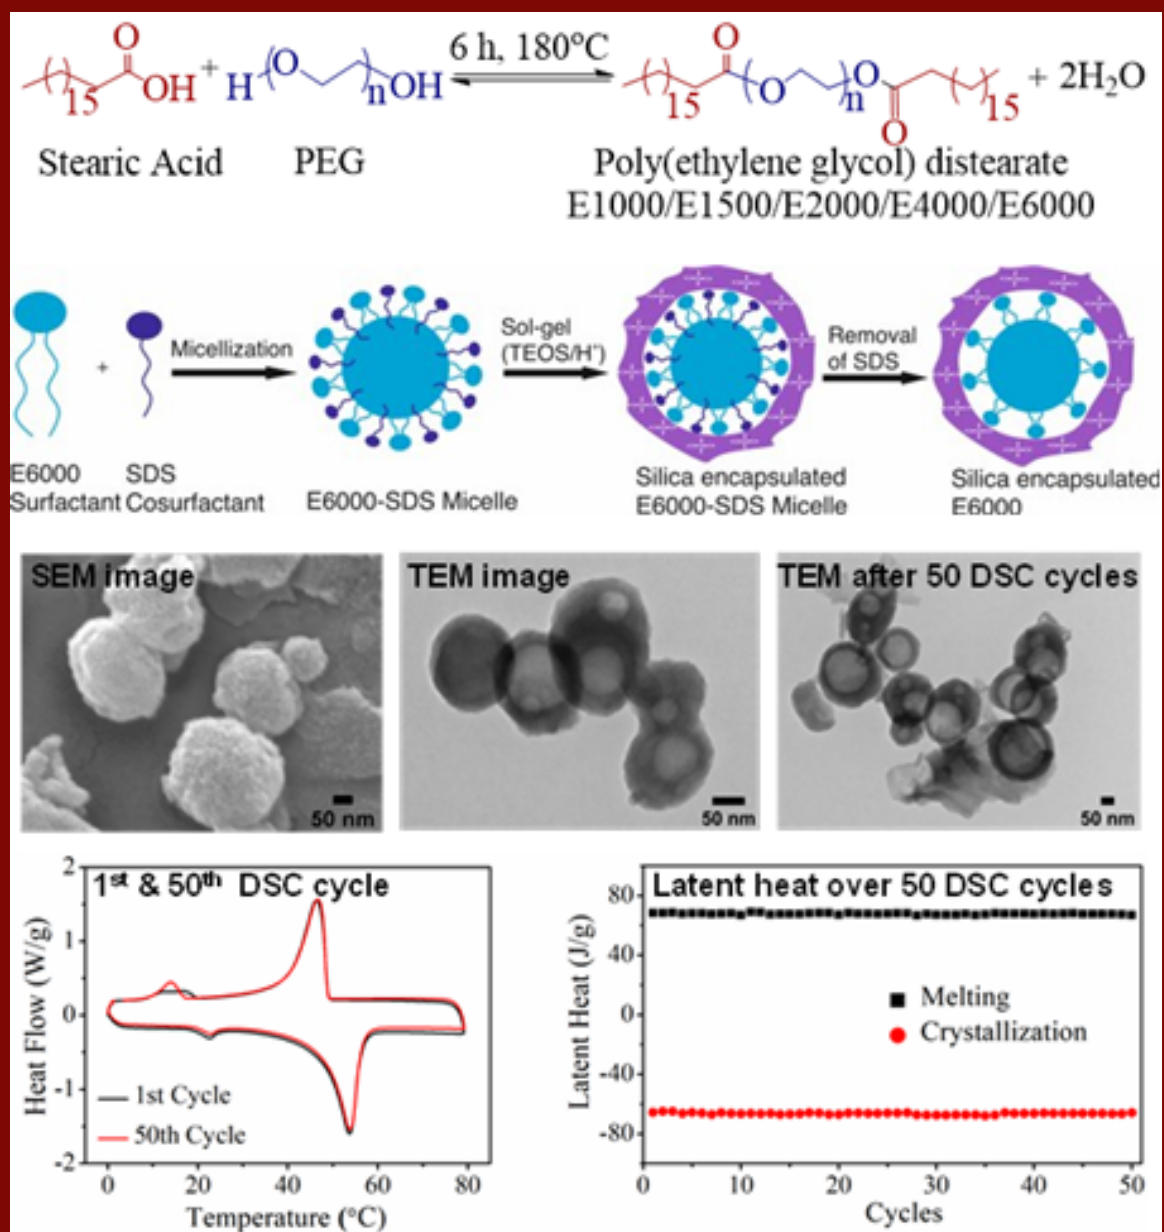 O
15
OH
+
H
(O
)n
OH
6 h, 180°C
O
15
(O
)n
O
O
15
+ 2H₂O
Stearic Acid
PEG
Poly(ethylene glycol) distearate
E1000/E1500/E2000/E4000/E6000
+
Micellization
Sol-gel
(TEOS/H⁺)
Removal
of SDS
E6000
Surfactant
SDS
Cosurfactant
E6000-SDS Micelle
Silica encapsulated
E6000-SDS Micelle
Silica encapsulated
E6000
SEM image
50 nm
TEM image
50 nm
TEM after 50 DSC cycles
50 nm
1st & 50th DSC cycle
Heat Flow (W/g)
2
1
0
-1
-2
1st Cycle
50th Cycle
0 20 40 60 80
Temperature (°C)
Latent heat over 50 DSC cycles
Latent Heat (J/g)
80
40
0
-40
-80
Melting
Crystallization
0 10 20 30 40 50
Cycles